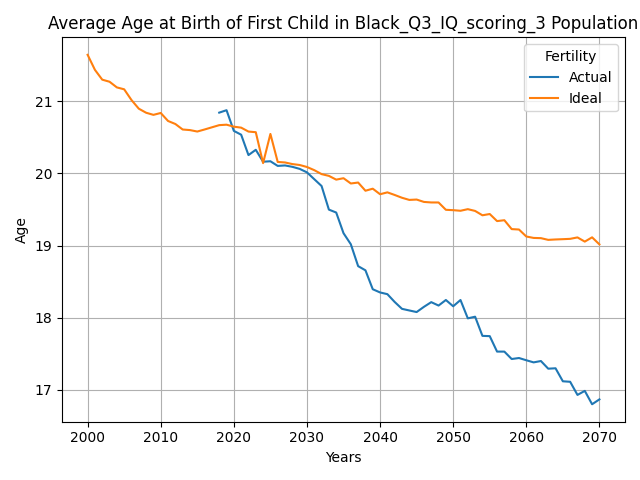 Average Age at Birth of First Child in Black_Q3_IQ_scoring_3 Population
Fertility
Actual
Ideal
Age
21
20
19
18
17
2000 2010 2020 2030 2040 2050 2060 2070
Years